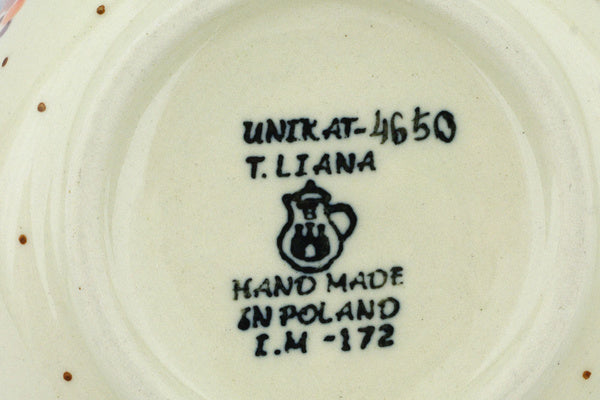 UNIKAT-4650
T. LIANA
HAND MADE
IN POLAND
I.M -172